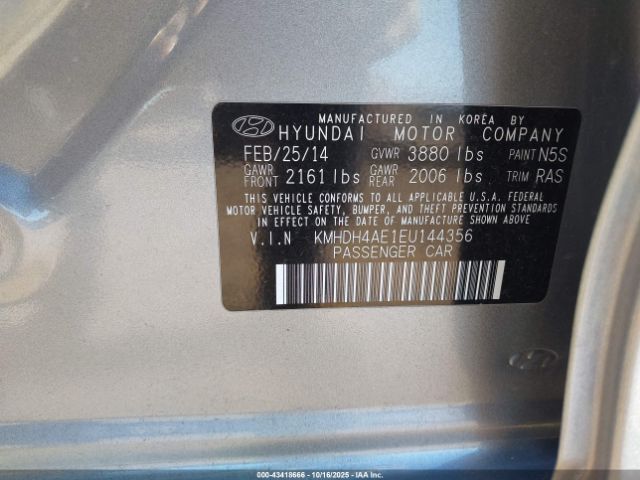 MANUFACTURED IN KOREA BY
HYUNDAI MOTOR COMPANY
FEB/25/14 GVWR 3880 lbs PAINT N5S
GAWR FRONT 2161 lbs GAWR REAR 2006 lbs TRIM RAS
THIS VEHICLE CONFORMS TO ALL APPLICABLE U.S.A. FEDERAL
MOTOR VEHICLE SAFETY, BUMPER, AND THEFT PREVENTION STANDARDS
IN EFFECT ON THE DATE OF MANUFACTURE SHOWN ABOVE.
V.I.N KMHDH4AE1EU144356
PASSENGER CAR
000-43418666 - 10/16/2025 - © COPYRIGHT IAA, LLC